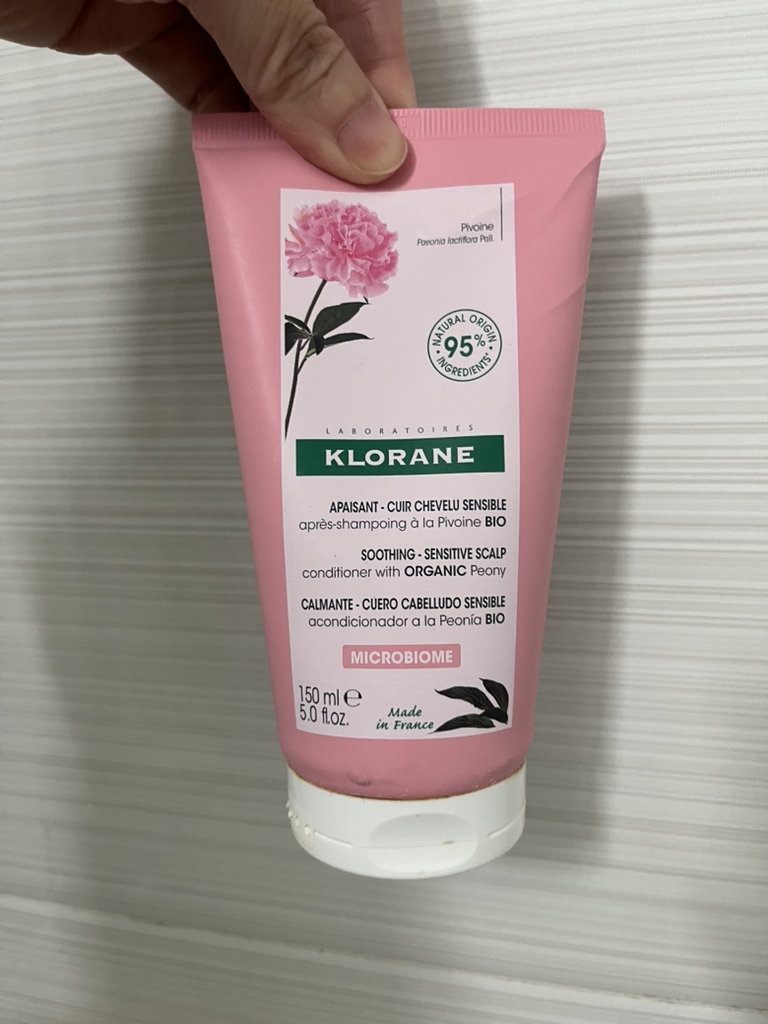 Pivoine
Paeonia lactiflora Pall.
NATURAL ORIGIN
95%
INGREDIENTS*
LABORATOIRES
KLORANE
APAISANT - CUIR CHEVELU SENSIBLE
après-shampoing à la Pivoine BIO
SOOTHING - SENSITIVE SCALP
conditioner with ORGANIC Peony
CALMANTE - CUERO CABELLUDO SENSIBLE
acondicionador a la Peonía BIO
MICROBIOME
150 ml e
5.0 fl.oz.
Made
in France